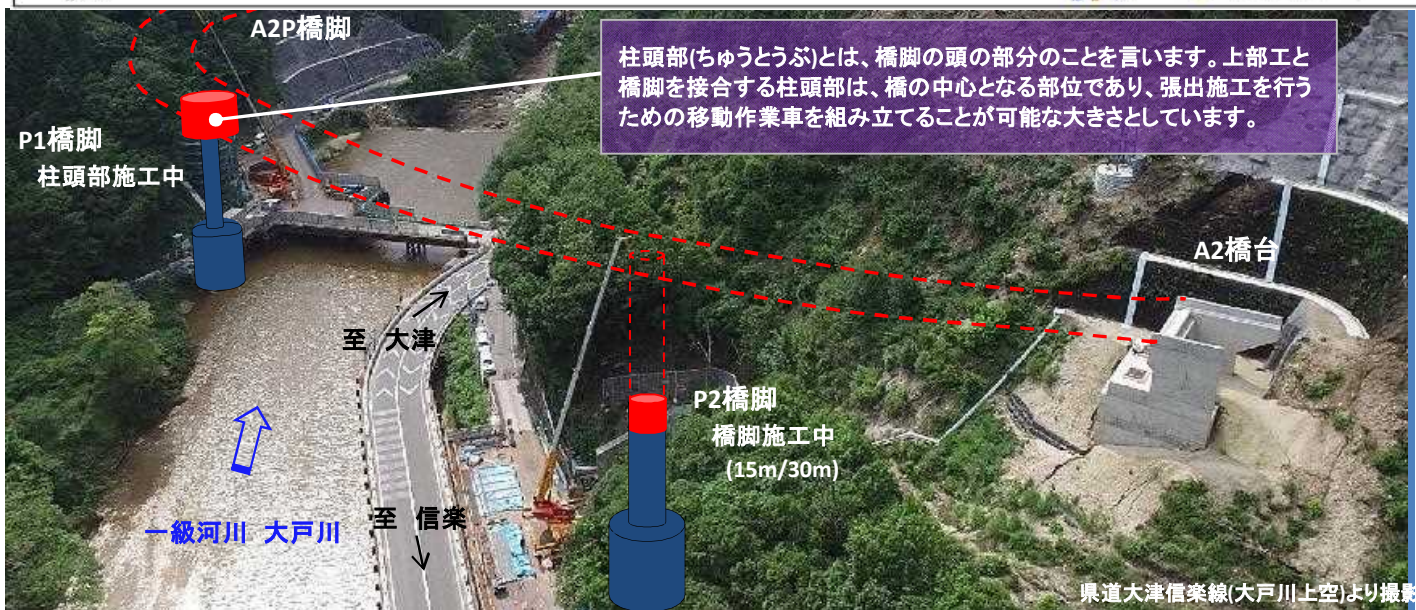 A2P橋脚
柱頭部(ちゅうとうぶ)とは、橋脚の頭の部分のことを言います。上部工と
橋脚を接合する柱頭部は、橋の中心となる部位であり、張出施工を行う
ための移動作業車を組み立てることが可能な大きさとしています。
P1橋脚
柱頭部施工中
A2橋台
至 大津
P2橋脚
橋脚施工中
(15m/30m)
至 信楽
一級河川 大戸川
県道大津信楽線(大戸川上空)より撮影